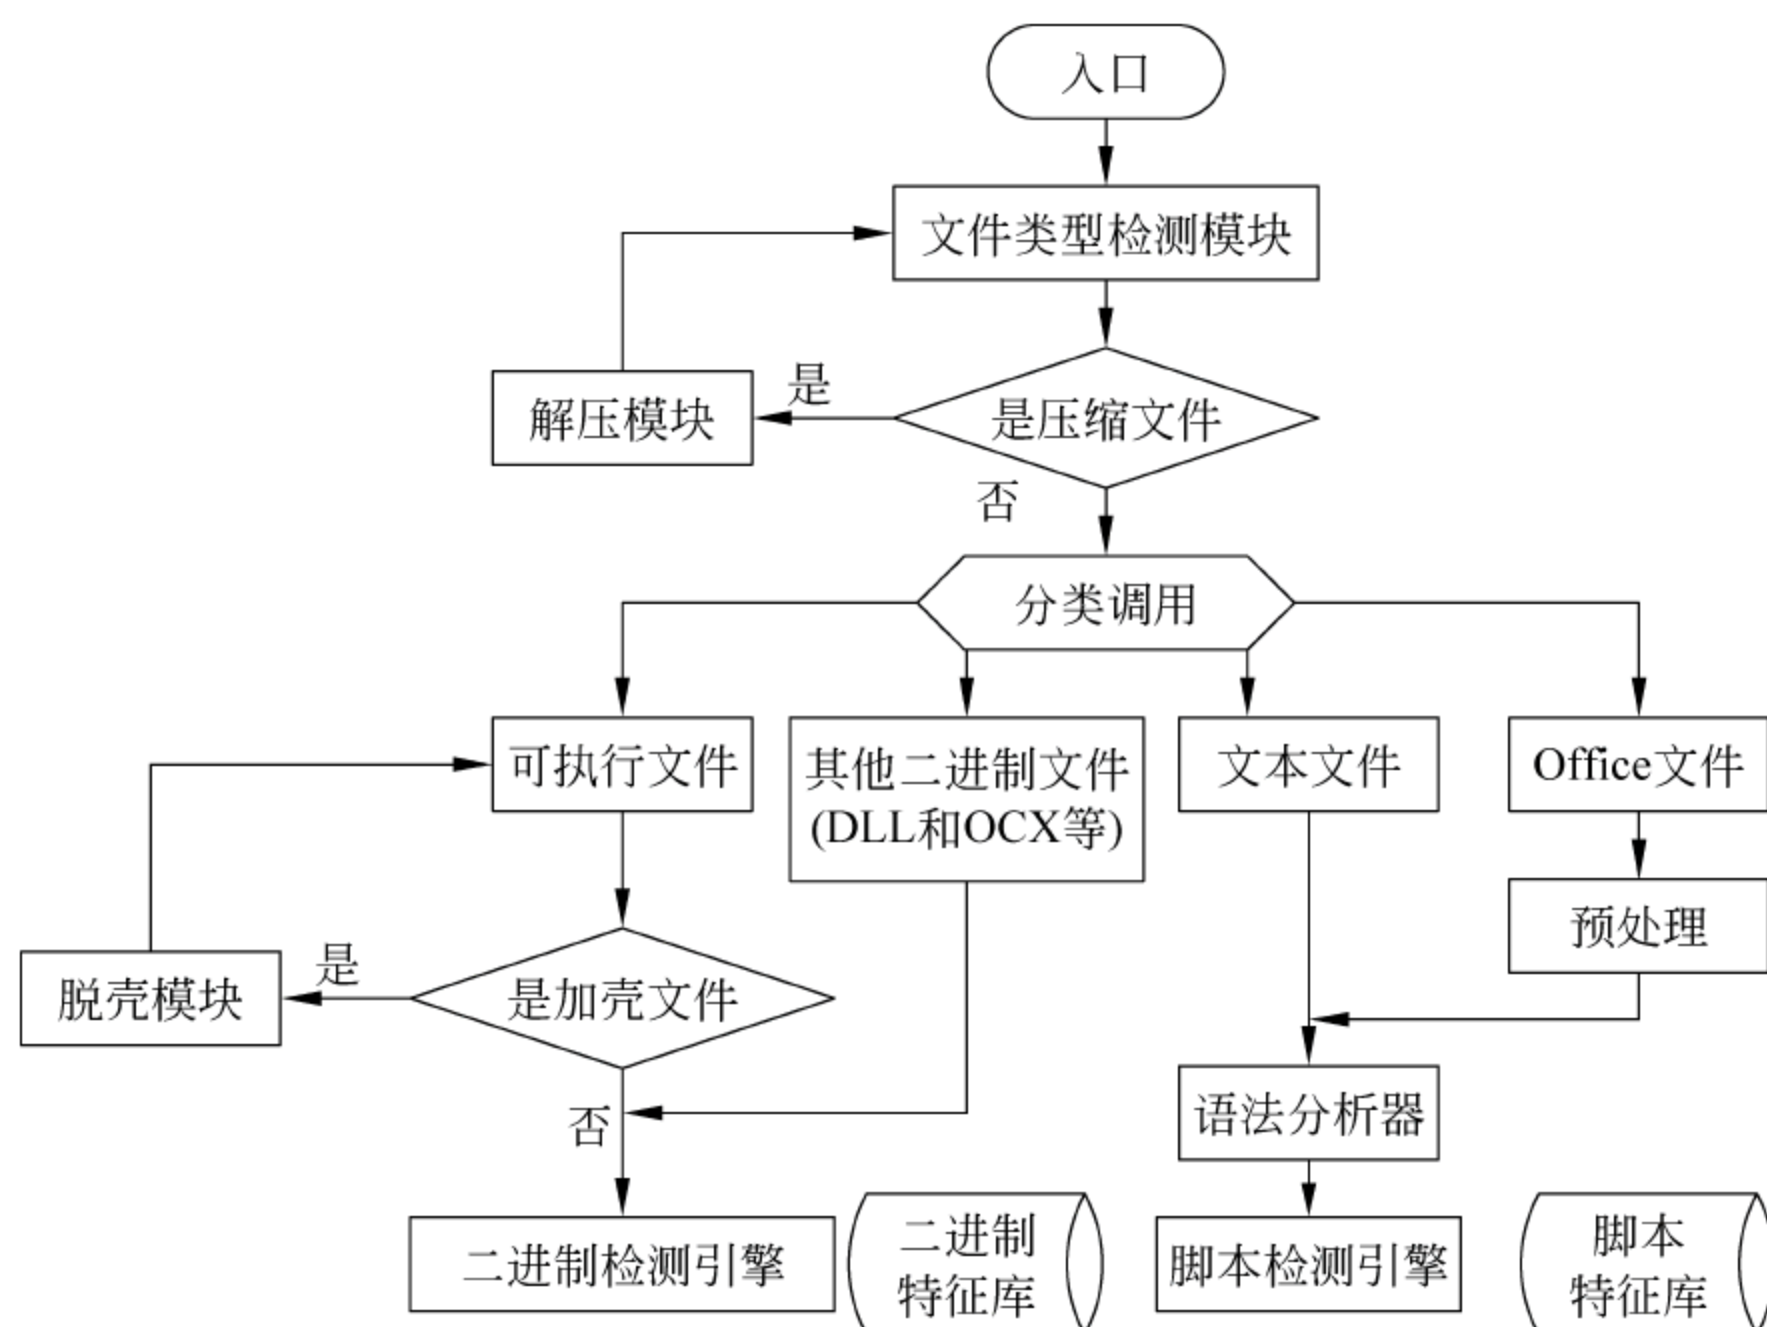 入口
文件类型检测模块
解压模块
是
是压缩文件
否
分类调用
可执行文件
其他二进制文件
(DLL和OCX等)
文本文件
Office文件
预处理
脱壳模块
是
是加壳文件
否
语法分析器
二进制检测引擎
二进制
特征库
脚本检测引擎
脚本
特征库